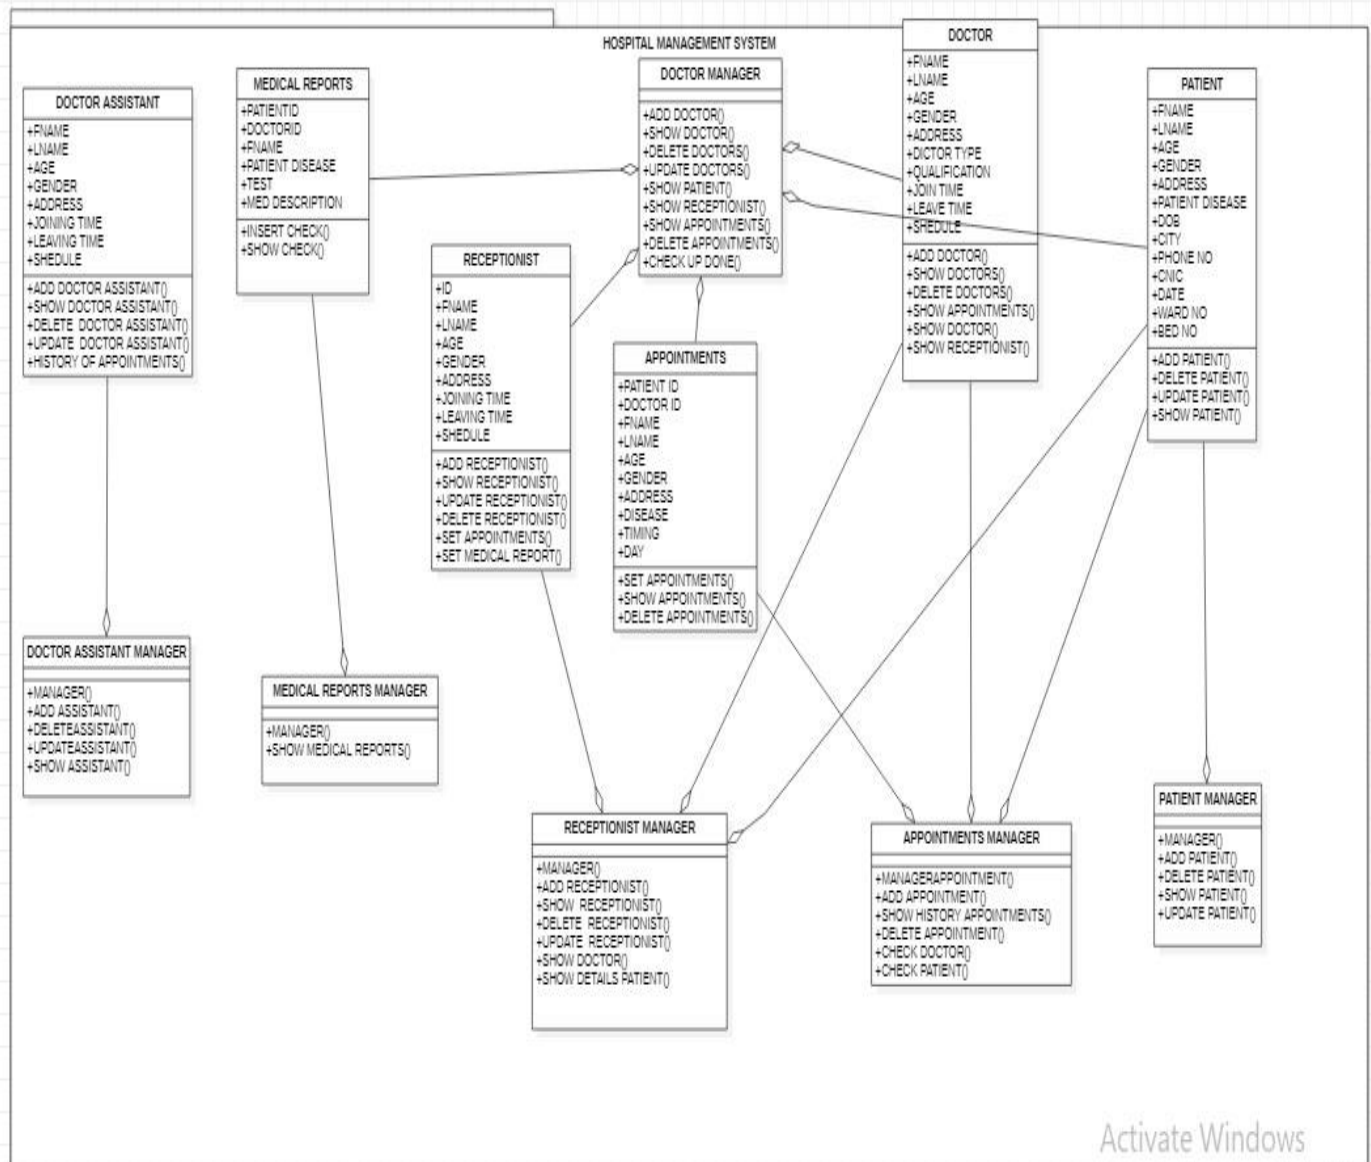 HOSPITAL MANAGEMENT SYSTEM
DOCTOR ASSISTANT
+FNAME
+LNAME
+AGE
+GENDER
+ADDRESS
+JOINING TIME
+LEAVING TIME
+SHEDULE
+ADD DOCTOR ASSISTANT()
+SHOW DOCTOR ASSISTANT()
+DELETE DOCTOR ASSISTANT()
+UPDATE DOCTOR ASSISTANT()
+HISTORY OF APPOINTMENTS()
MEDICAL REPORTS
+PATIENTID
+DOCTORID
+FNAME
+PATIENT DISEASE
+TEST
+MED DESCRIPTION
+INSERT CHECK()
+SHOW CHECK()
RECEPTIONIST
+ID
+FNAME
+LNAME
+AGE
+GENDER
+ADDRESS
+JOINING TIME
+LEAVING TIME
+SHEDULE
+ADD RECEPTIONIST()
+SHOW RECEPTIONIST()
+UPDATE RECEPTIONIST()
+DELETE RECEPTIONIST()
+SET APPOINTMENTS()
+SET MEDICAL REPORT()
DOCTOR MANAGER
+ADD DOCTOR()
+SHOW DOCTOR()
+DELETE DOCTORS()
+UPDATE DOCTORS()
+SHOW PATIENT()
+SHOW RECEPTIONIST()
+SHOW APPOINTMENTS()
+DELETE APPOINTMENTS()
+CHECK UP DONE()
APPOINTMENTS
+PATIENT ID
+DOCTOR ID
+FNAME
+LNAME
+AGE
+GENDER
+ADDRESS
+DISEASE
+TIMING
+DAY
+SET APPOINTMENTS()
+SHOW APPOINTMENTS()
+DELETE APPOINTMENTS()
DOCTOR
+FNAME
+LNAME
+AGE
+GENDER
+ADDRESS
+DICTOR TYPE
+QUALIFICATION
+JOIN TIME
+LEAVE TIME
+SHEDULE
+ADD DOCTOR()
+SHOW DOCTORS()
+DELETE DOCTORS()
+SHOW APPOINTMENTS()
+SHOW DOCTOR()
+SHOW RECEPTIONIST()
PATIENT
+FNAME
+LNAME
+AGE
+GENDER
+ADDRESS
+PATIENT DISEASE
+DOB
+CITY
+PHONE NO
+CNIC
+DATE
+WARD NO
+BED NO
+ADD PATIENT()
+DELETE PATIENT()
+UPDATE PATIENT()
+SHOW PATIENT()
DOCTOR ASSISTANT MANAGER
+MANAGER()
+ADD ASSISTANT()
+DELETEASSISTANT()
+UPDATEASSISTANT()
+SHOW ASSISTANT()
MEDICAL REPORTS MANAGER
+MANAGER()
+SHOW MEDICAL REPORTS()
RECEPTIONIST MANAGER
+MANAGER()
+ADD RECEPTIONIST()
+SHOW RECEPTIONIST()
+DELETE RECEPTIONIST()
+UPDATE RECEPTIONIST()
+SHOW DOCTOR()
+SHOW DETAILS PATIENT()
APPOINTMENTS MANAGER
+MANAGERAPPOINTMENT()
+ADD APPOINTMENT()
+SHOW HISTORY APPOINTMENTS()
+DELETE APPOINTMENT()
+CHECK DOCTOR()
+CHECK PATIENT()
PATIENT MANAGER
+MANAGER()
+ADD PATIENT()
+DELETE PATIENT()
+SHOW PATIENT()
+UPDATE PATIENT()
Activate Windows